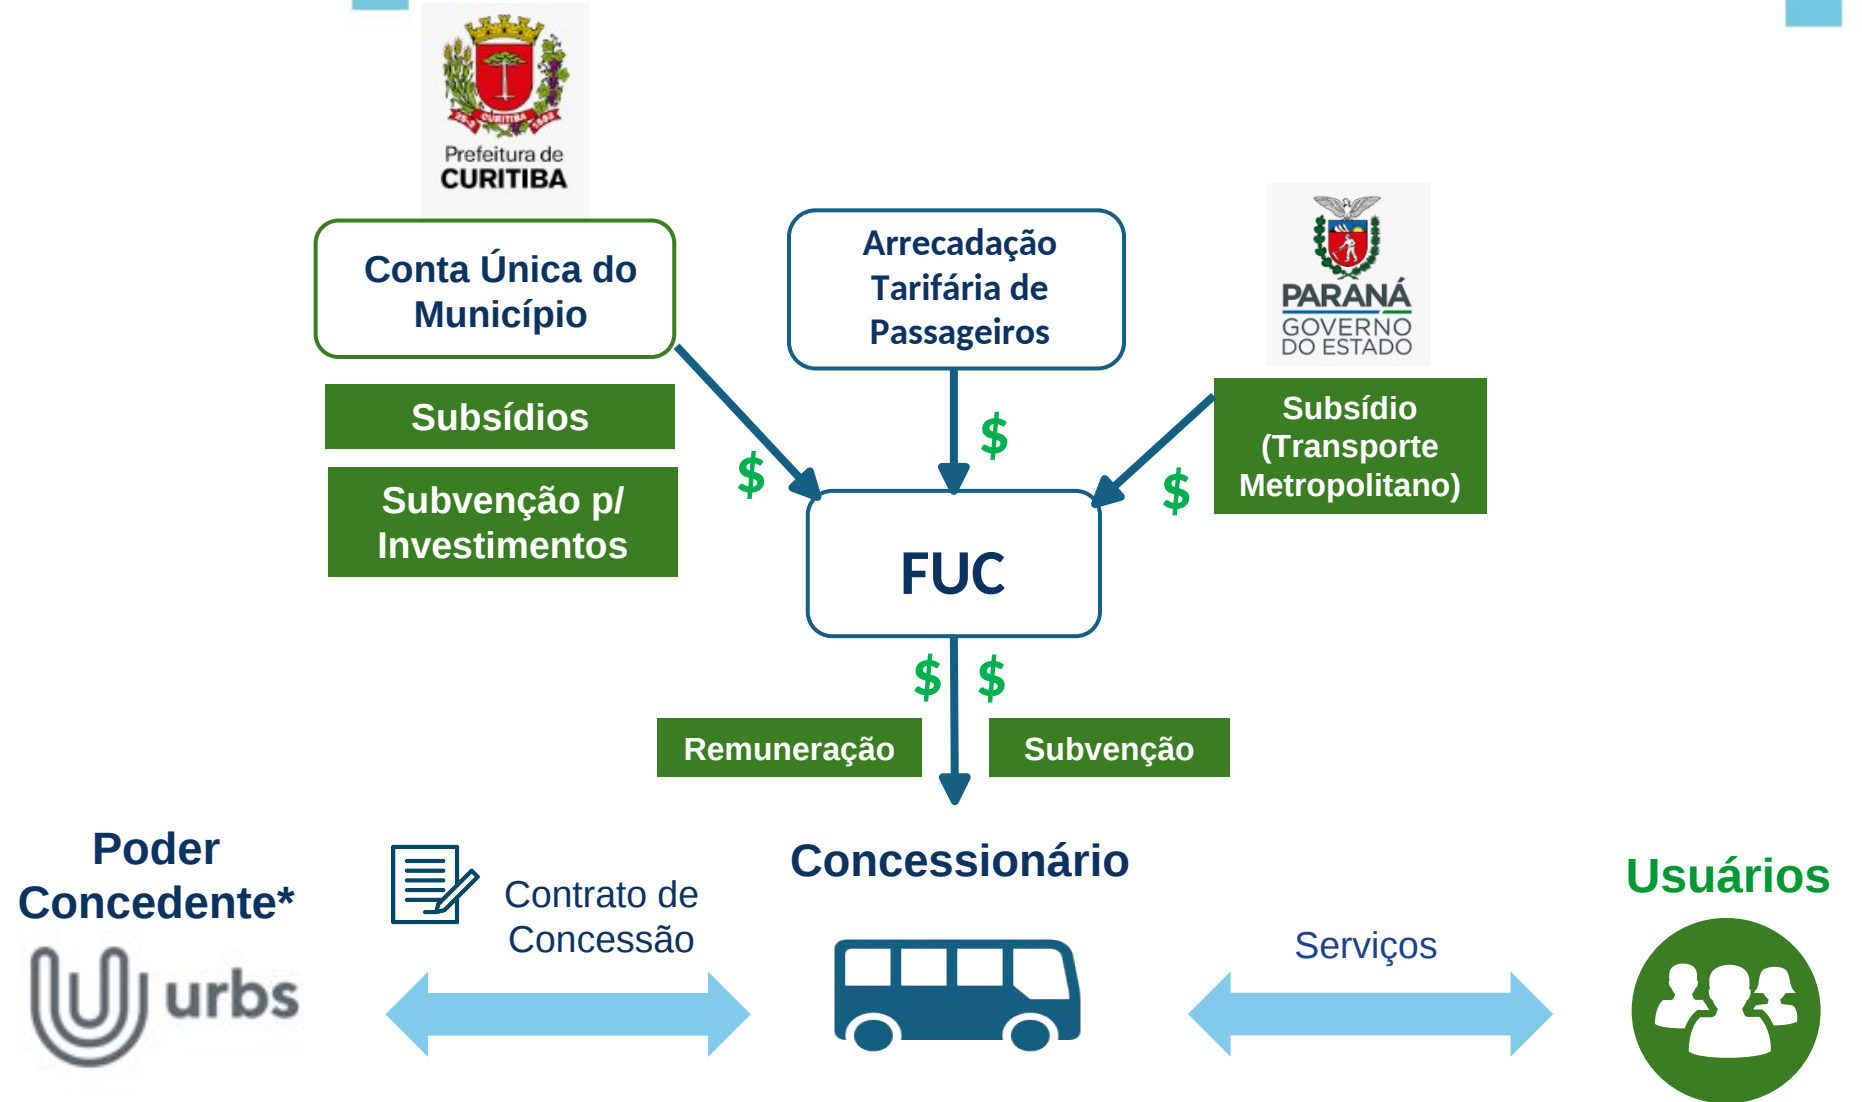 Prefeitura de
CURITIBA
Conta Única do
Município
Subsídios
Subvenção p/
Investimentos
Arrecadação
Tarifária de
Passageiros
PARANÁ
GOVERNO
DO ESTADO
Subsídio
(Transporte
Metropolitano)
$
$
$
FUC
$ $
Remuneração
Subvenção
Poder
Concedente*
urbs
Contrato de
Concessão
Concessionário
Serviços
Usuários